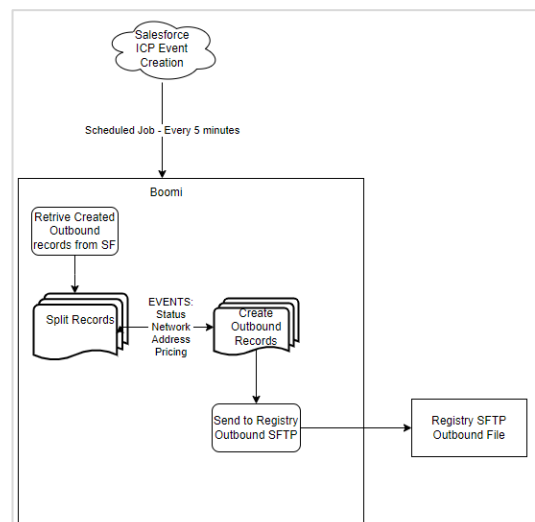 Salesforce
ICP Event
Creation
Scheduled Job - Every 5 minutes
Boomi
Retrive Created
Outbound
records from SF
Split Records
EVENTS:
Status
Network
Address
Pricing
Create
Outbound
Records
Send to Registry
Outbound SFTP
Registry SFTP
Outbound File